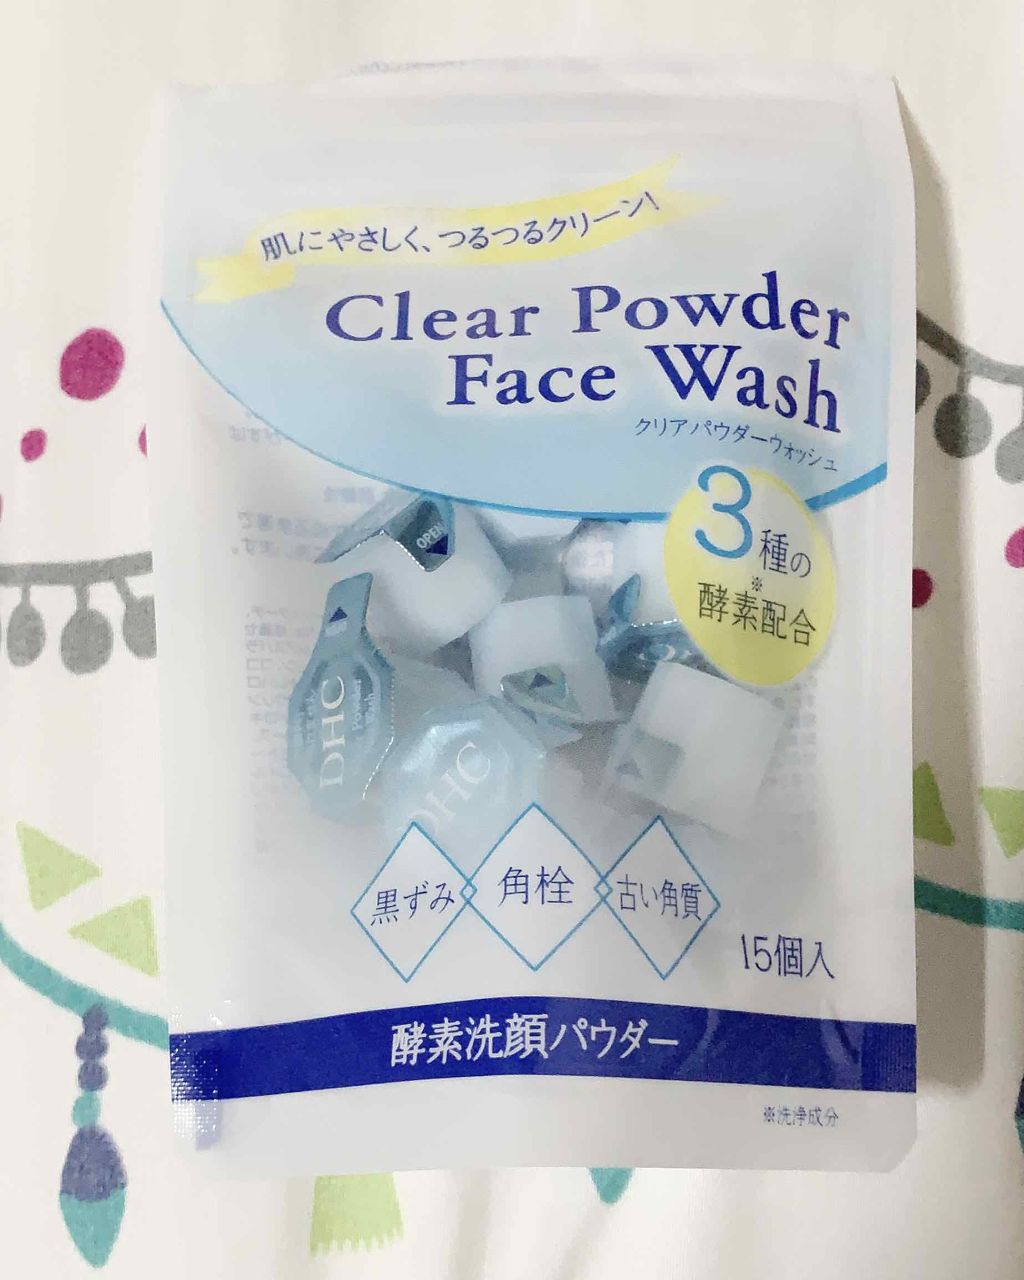 肌にやさしく、つるつるクリーン!
Clear Powder
Face Wash
クリアパウダーウォッシュ
3種の
※
酵素配合
OPEN
DHC
DHC
黒ずみ
角栓
古い角質
15個入
酵素洗顔パウダー
※洗浄成分